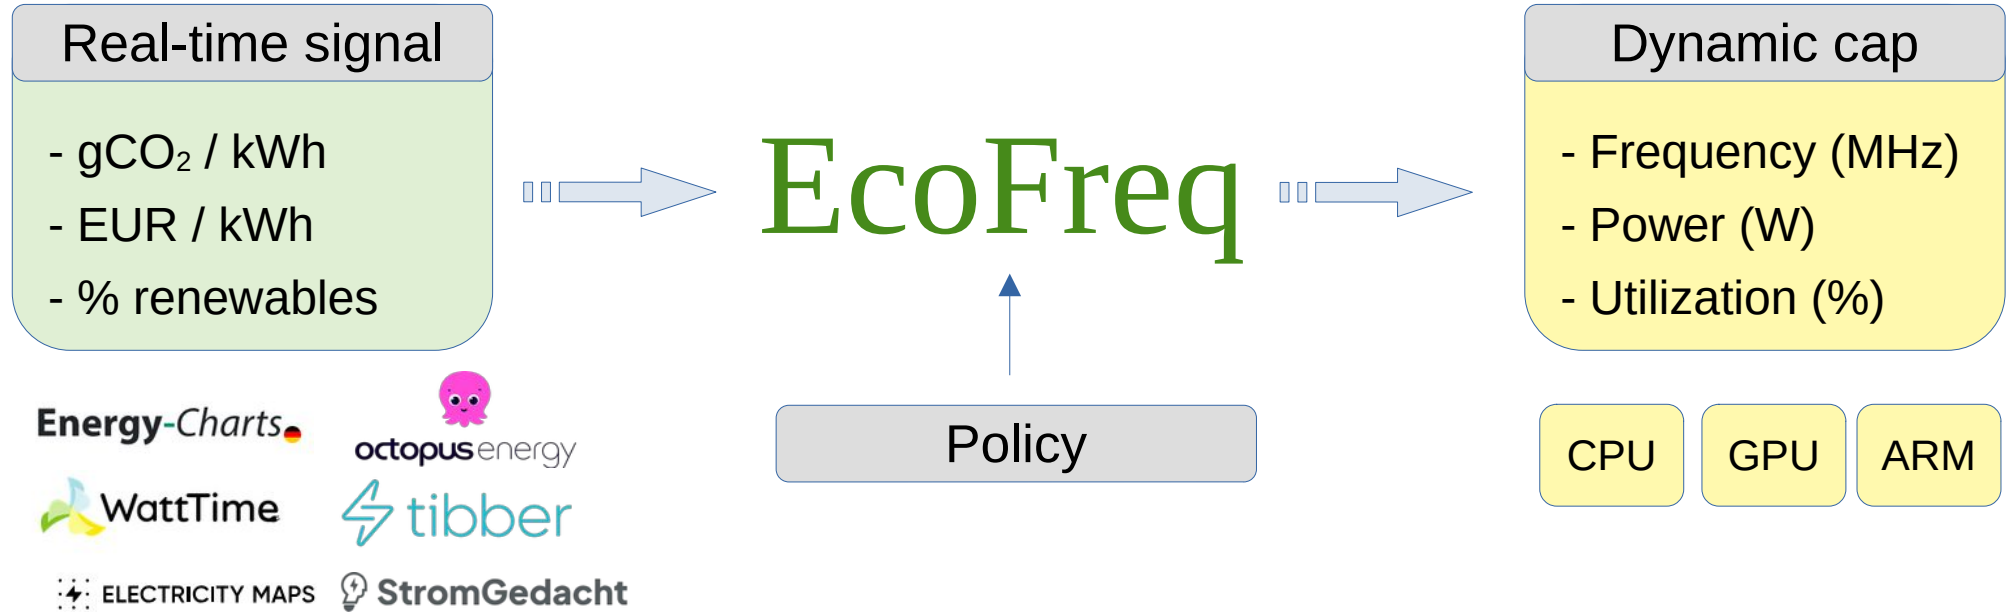 Real-time signal
- gCO₂ / kWh
- EUR / kWh
- % renewables
Energy-Charts
octopusenergy
WattTime
tibber
ELECTRICITY MAPS
StromGedacht
EcoFreq
Policy
Dynamic cap
- Frequency (MHz)
- Power (W)
- Utilization (%)
CPU
GPU
ARM